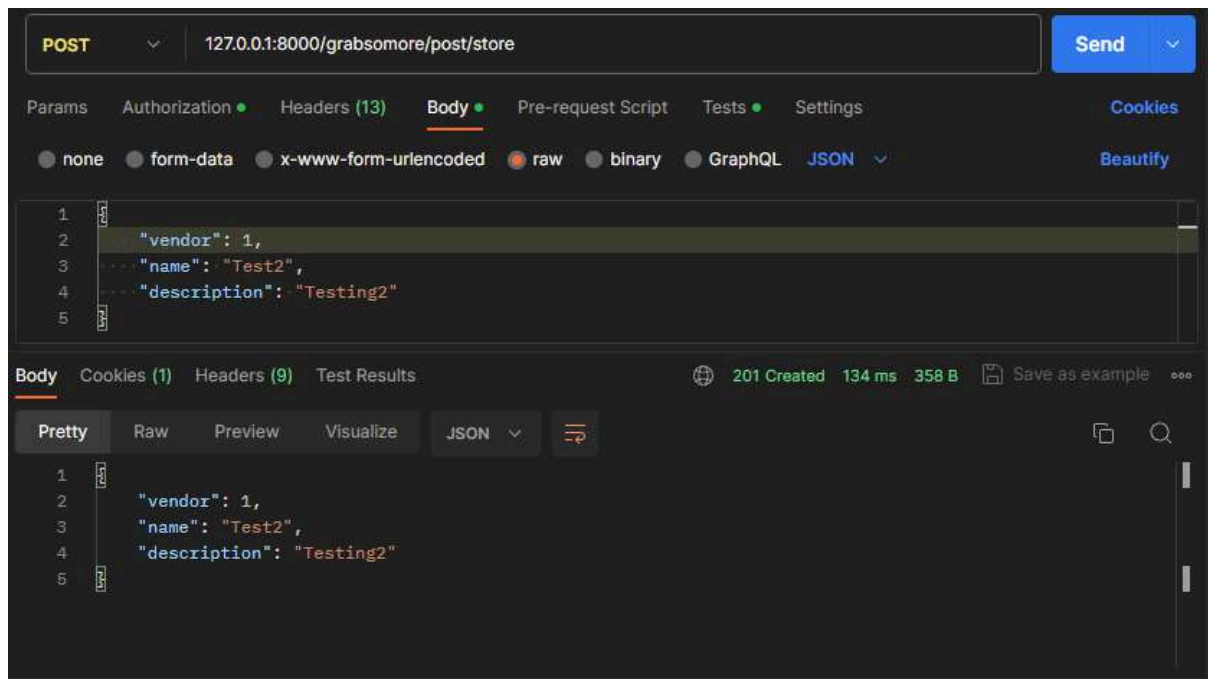 POST 127.0.0.1:8000/grabsomore/post/store Send
Params Authorization Headers (13) Body Pre-request Script Tests Settings Cookies
none form-data x-www-form-urlencoded raw binary GraphQL JSON Beautify
1 {
2 "vendor": 1,
3 "name": "Test2",
4 "description": "Testing2"
5 }
Body Cookies (1) Headers (9) Test Results 201 Created 134 ms 358 B Save as example
Pretty Raw Preview Visualize JSON
1 {
2 "vendor": 1,
3 "name": "Test2",
4 "description": "Testing2"
5 }